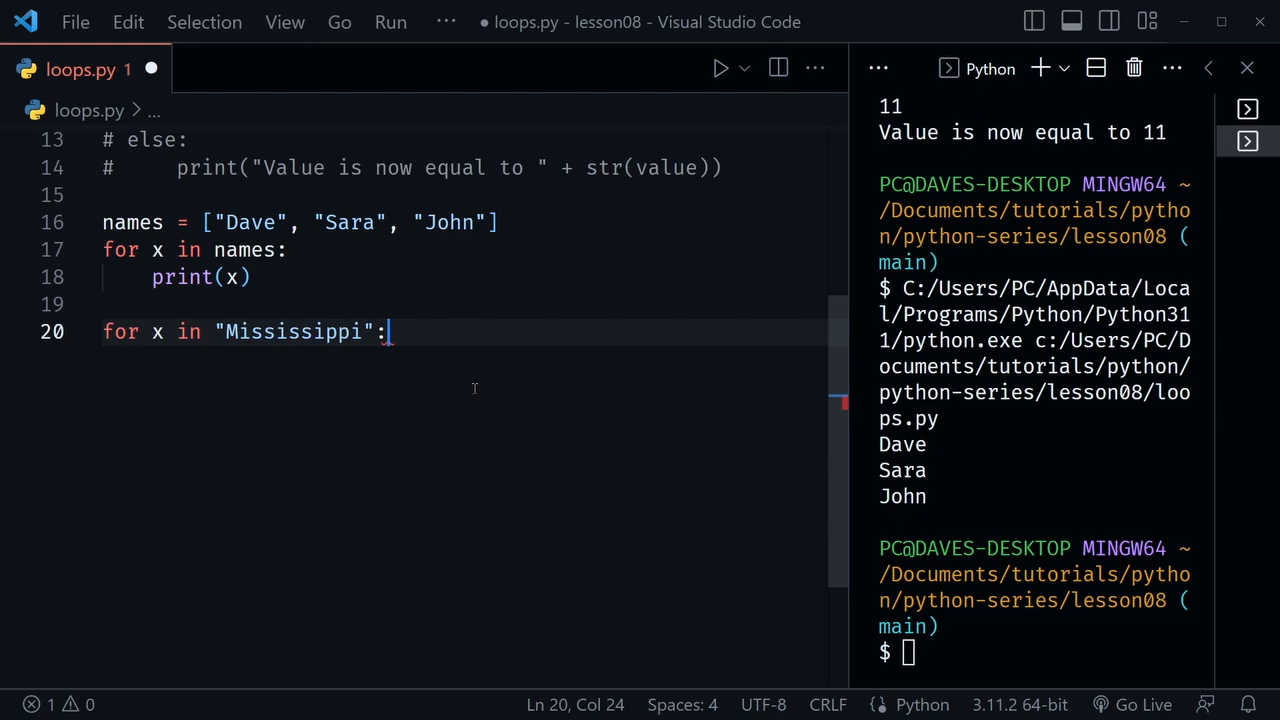 File Edit Selection View Go Run ··· ● loops.py - lesson08 - Visual Studio Code
loops.py 1
Python
loops.py > ...
13 # else:
14 #     print("Value is now equal to " + str(value))
15
16 names = ["Dave", "Sara", "John"]
17 for x in names:
18     print(x)
19
20 for x in "Mississippi":
11
Value is now equal to 11
PC@DAVES-DESKTOP MINGW64 ~
/Documents/tutorials/pytho
n/python-series/lesson08 (
main)
$ C:/Users/PC/AppData/Loca
l/Programs/Python/Python31
1/python.exe c:/Users/PC/D
ocuments/tutorials/python/
python-series/lesson08/loo
ps.py
Dave
Sara
John
PC@DAVES-DESKTOP MINGW64 ~
/Documents/tutorials/pytho
n/python-series/lesson08 (
main)
$
1 0 Ln 20, Col 24 Spaces: 4 UTF-8 CRLF Python 3.11.2 64-bit Go Live